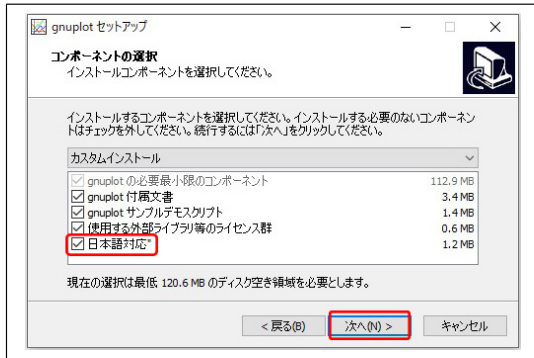 gnuplot セットアップ
コンポーネントの選択
インストールコンポーネントを選択してください。
インストールするコンポーネントを選択してください。インストールする必要のないコンポーネン
トはチェックを外してください。続行するには「次へ」をクリックしてください。
カスタムインストール
gnuplot の必要最小限のコンポーネント 112.9 MB
gnuplot 付属文書 3.4 MB
gnuplot サンプルデモスクリプト 1.4 MB
使用する外部ライブラリ等のライセンス群 0.6 MB
日本語対応* 1.2 MB
現在の選択は最低 120.6 MB のディスク空き領域を必要とします。
< 戻る(B) 次へ(N) > キャンセル